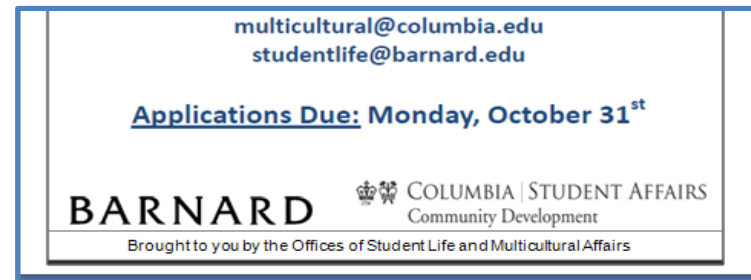 multicultural@columbia.edu
studentlife@barnard.edu
Applications Due: Monday, October 31st
BARNARD
COLUMBIA | STUDENT AFFAIRS
Community Development
Brought to you by the Offices of Student Life and Multicultural Affairs